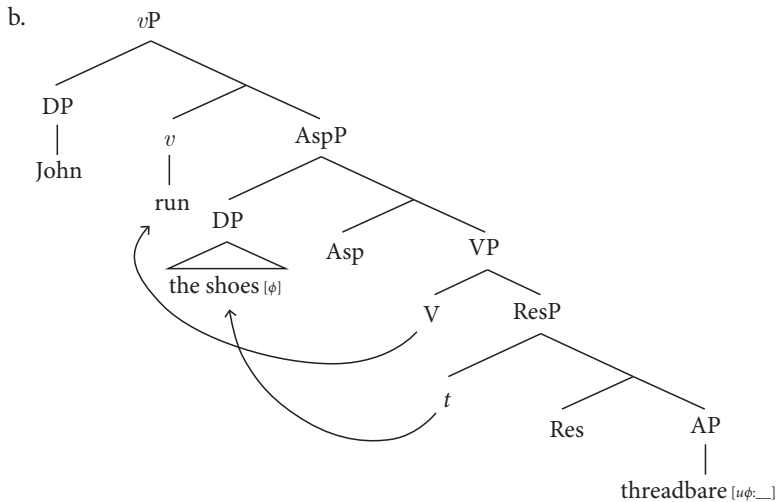 b.
vP
DP
John
v
AspP
run
DP
Asp
VP
the shoes [ϕ]
V
ResP
t
Res
AP
threadbare [uϕ:__]